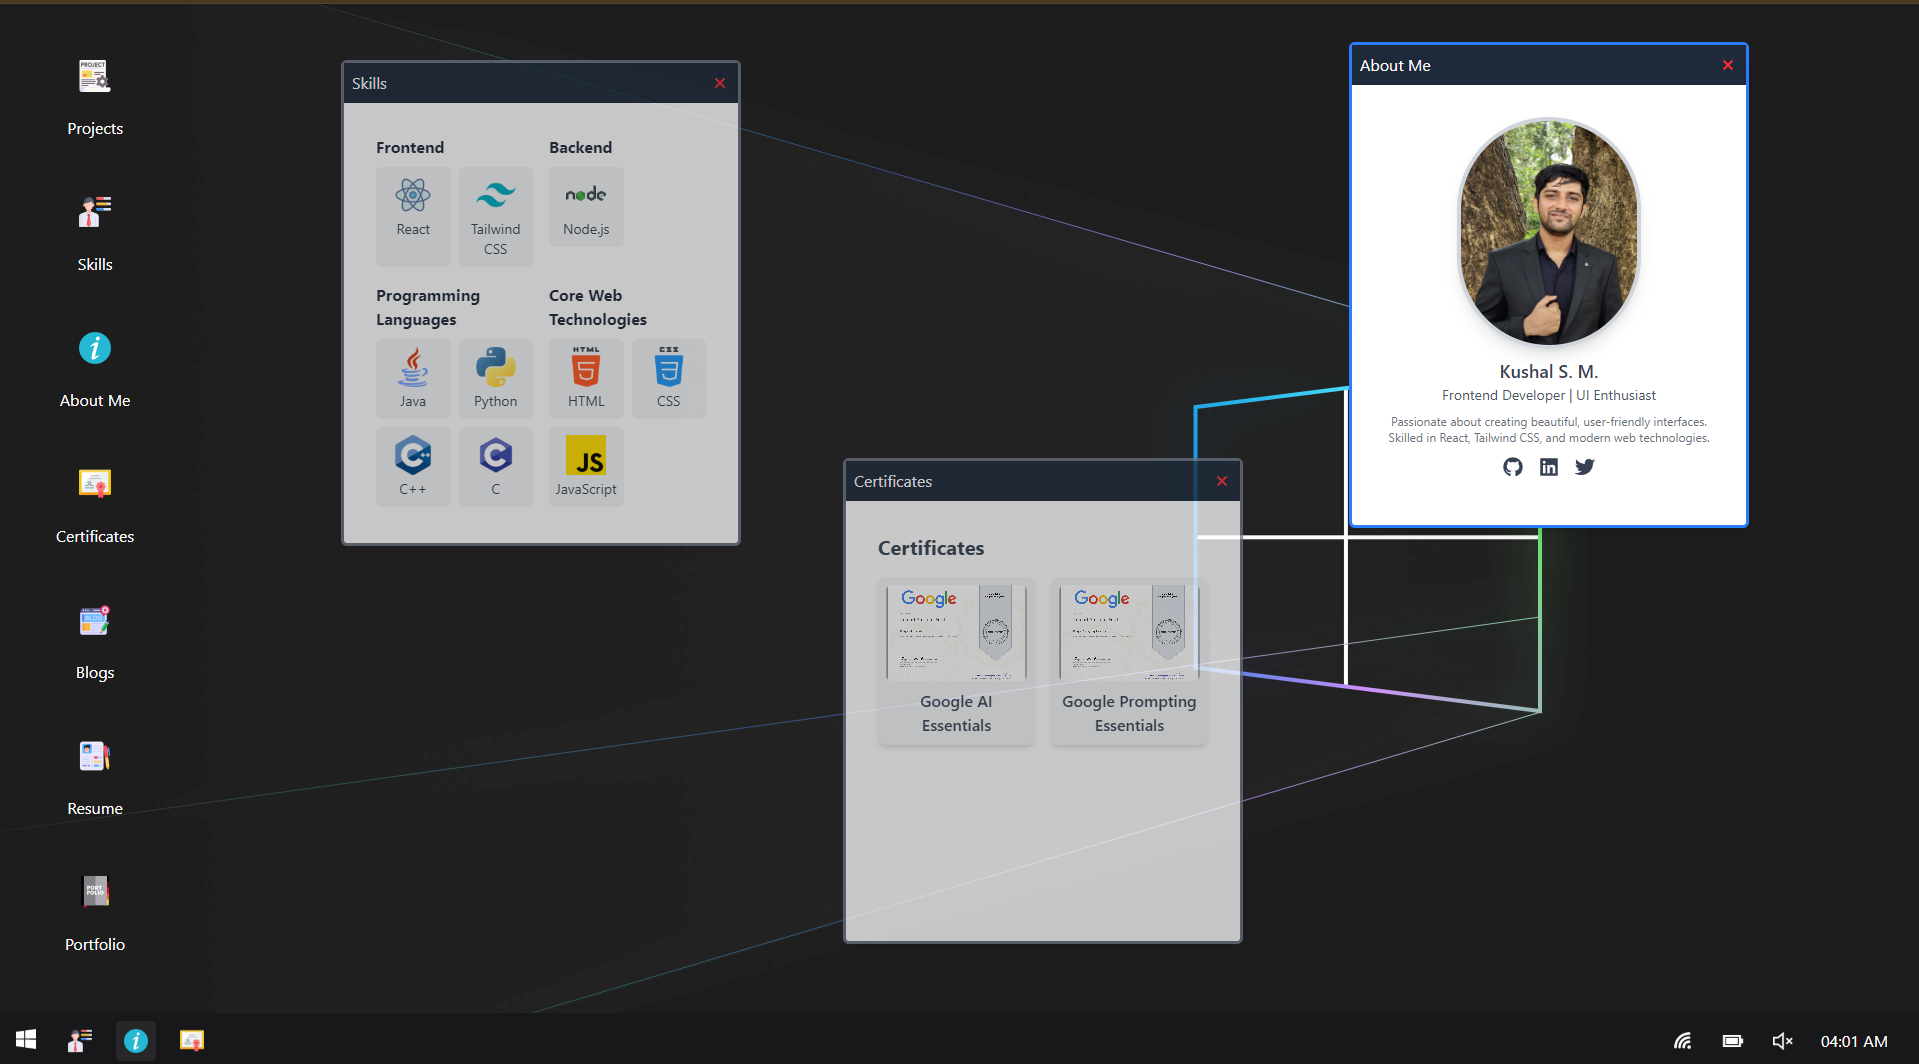 PROJECT
Projects
Skills
About Me
Certificates
BLOG
Blogs
Resume
PORT
FOLIO
Portfolio
Skills
Frontend
React
Tailwind
CSS
Backend
node
Node.js
Programming
Languages
Java
Python
C++
C
Core Web
Technologies
HTML
5
HTML
CSS
3
CSS
JS
JavaScript
Certificates
Certificates
Google
Google AI
Essentials
Google
Google Prompting
Essentials
About Me
Kushal S. M.
Frontend Developer | UI Enthusiast
Passionate about creating beautiful, user-friendly interfaces.
Skilled in React, Tailwind CSS, and modern web technologies.
04:01 AM